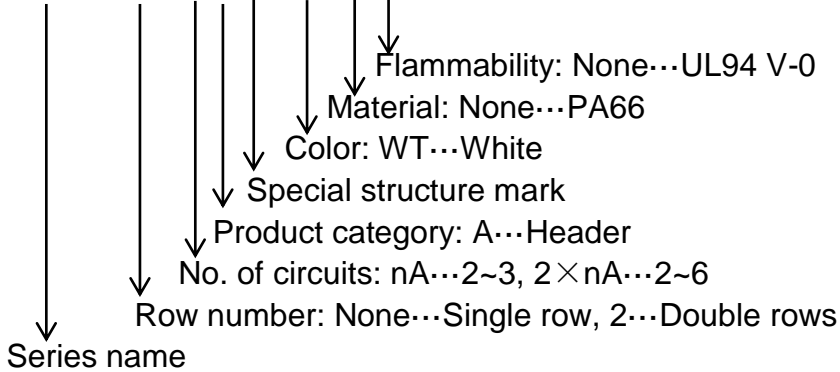 Flammability: None···UL94 V-0
Material: None···PA66
Color: WT···White
Special structure mark
Product category: A···Header
No. of circuits: nA···2~3, 2×nA···2~6
Row number: None···Single row, 2···Double rows
Series name